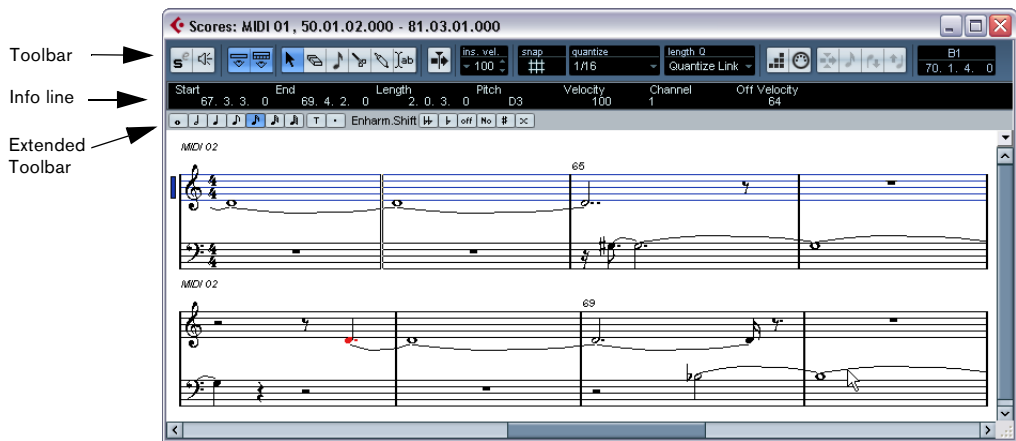 Scores: MIDI 01, 50.01.02.000 - 81.03.01.000
Toolbar
ins. vel.
100
snap
quantize
1/16
length Q
Quantize Link
B1
70. 1. 4. 0
Info line
Start End Length Pitch Velocity Channel Off Velocity
67. 3. 3. 0 69. 4. 2. 0 2. 0. 3. 0 D3 100 1 64
Extended
Toolbar
T Enharm.Shift off No #
MIDI 02
65
MIDI 02
69